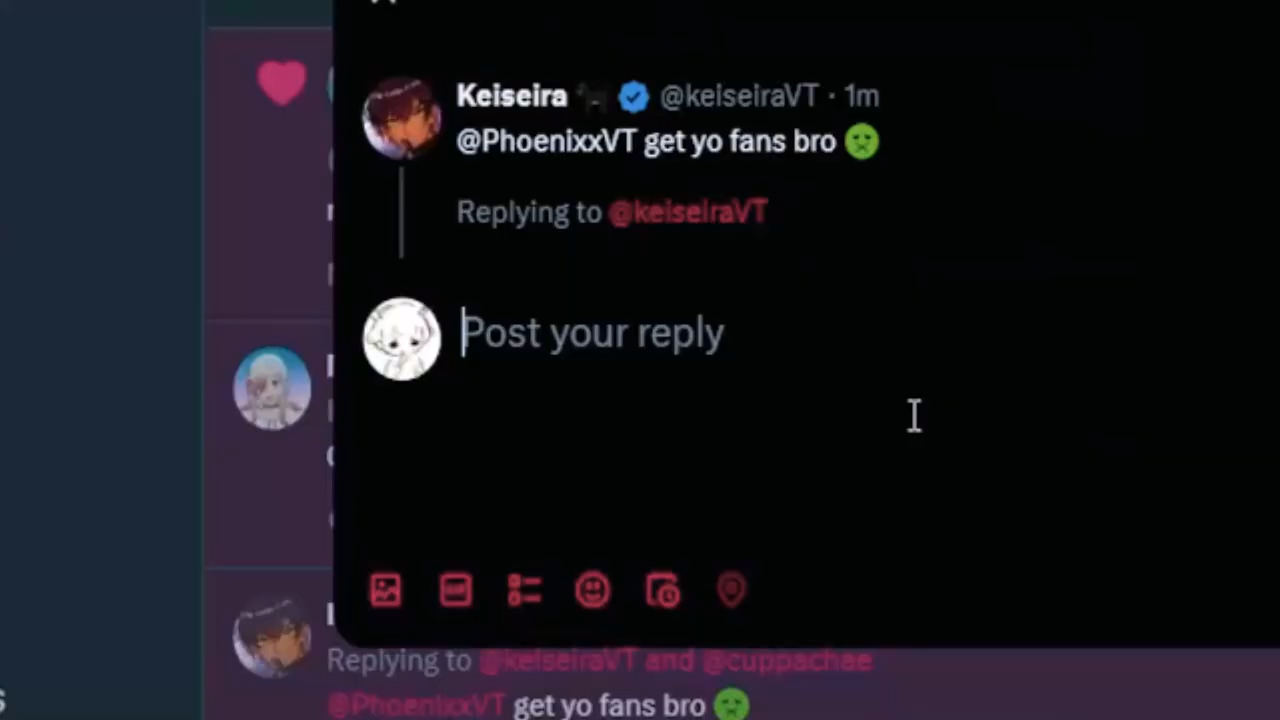 Keiseira @keiseiraVT · 1m
@PhoenixxVT get yo fans bro 🤢
Replying to @keiseiraVT
Post your reply
GIF
Replying to @keiseiraVT and @cuppachae
@PhoenixxVT get yo fans bro 🤢
s